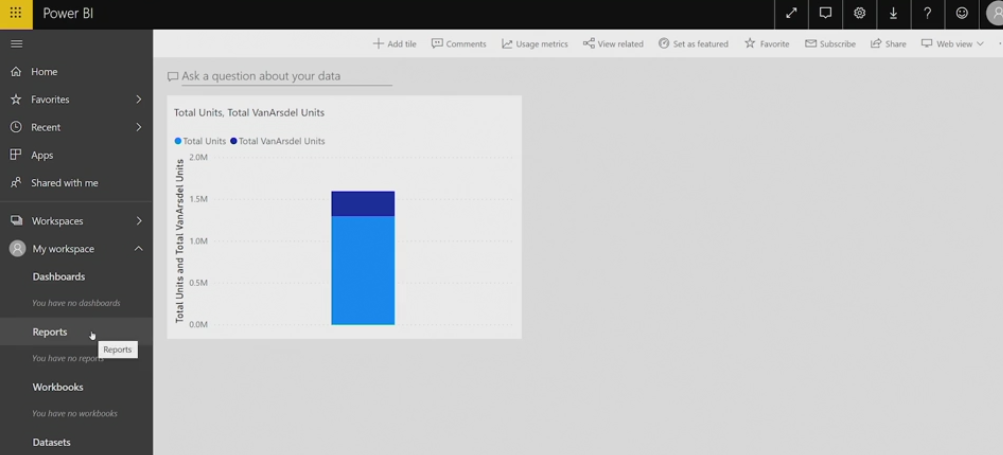 Power BI
Add tile Comments Usage metrics View related Set as featured Favorite Subscribe Share Web view
Home
Favorites
Recent
Apps
Shared with me
Workspaces
My workspace
Dashboards
You have no dashboards
Reports
Reports
You have no reports
Workbooks
You have no workbooks
Datasets
Ask a question about your data
Total Units, Total VanArsdel Units
Total Units Total VanArsdel Units
Total Units and Total VanArsdel Units
2.0M
1.5M
1.0M
0.5M
0.0M